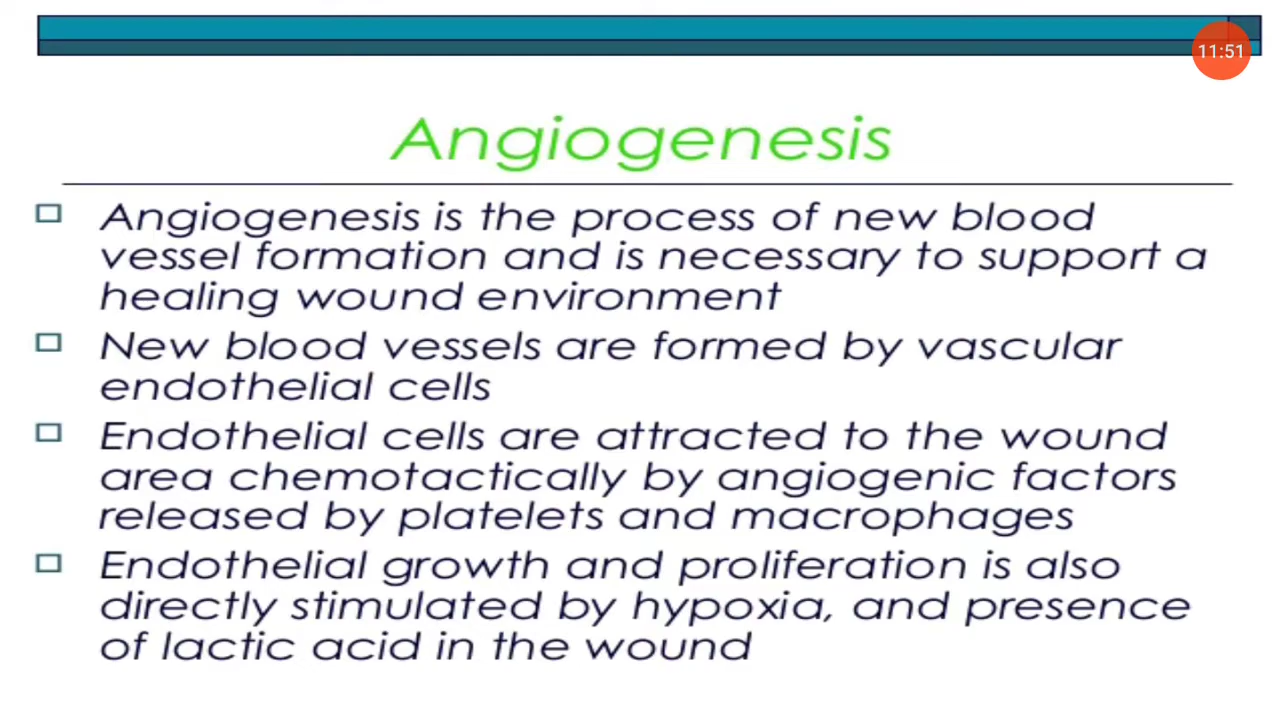 11:51
Angiogenesis
Angiogenesis is the process of new blood
vessel formation and is necessary to support a
healing wound environment
New blood vessels are formed by vascular
endothelial cells
Endothelial cells are attracted to the wound
area chemotactically by angiogenic factors
released by platelets and macrophages
Endothelial growth and proliferation is also
directly stimulated by hypoxia, and presence
of lactic acid in the wound